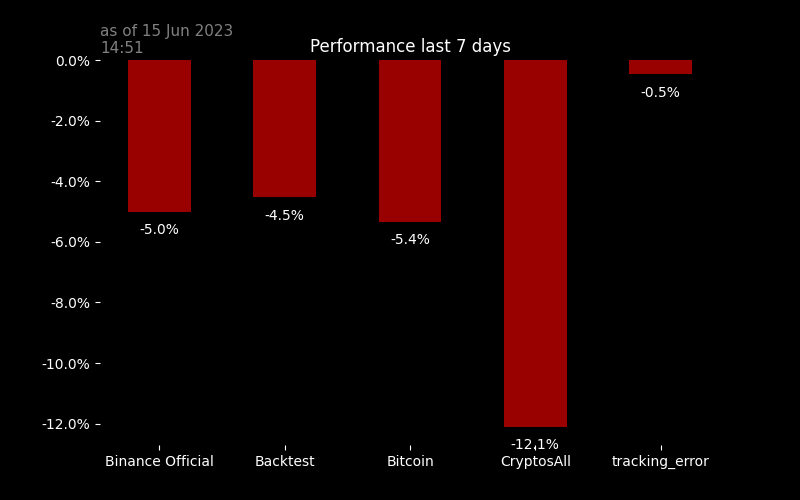 as of 15 Jun 2023
14:51
Performance last 7 days
0.0%
-2.0%
-4.0%
-6.0%
-8.0%
-10.0%
-12.0%
-5.0%
-4.5%
-5.4%
-12.1%
-0.5%
Binance Official
Backtest
Bitcoin
CryptosAll
tracking_error